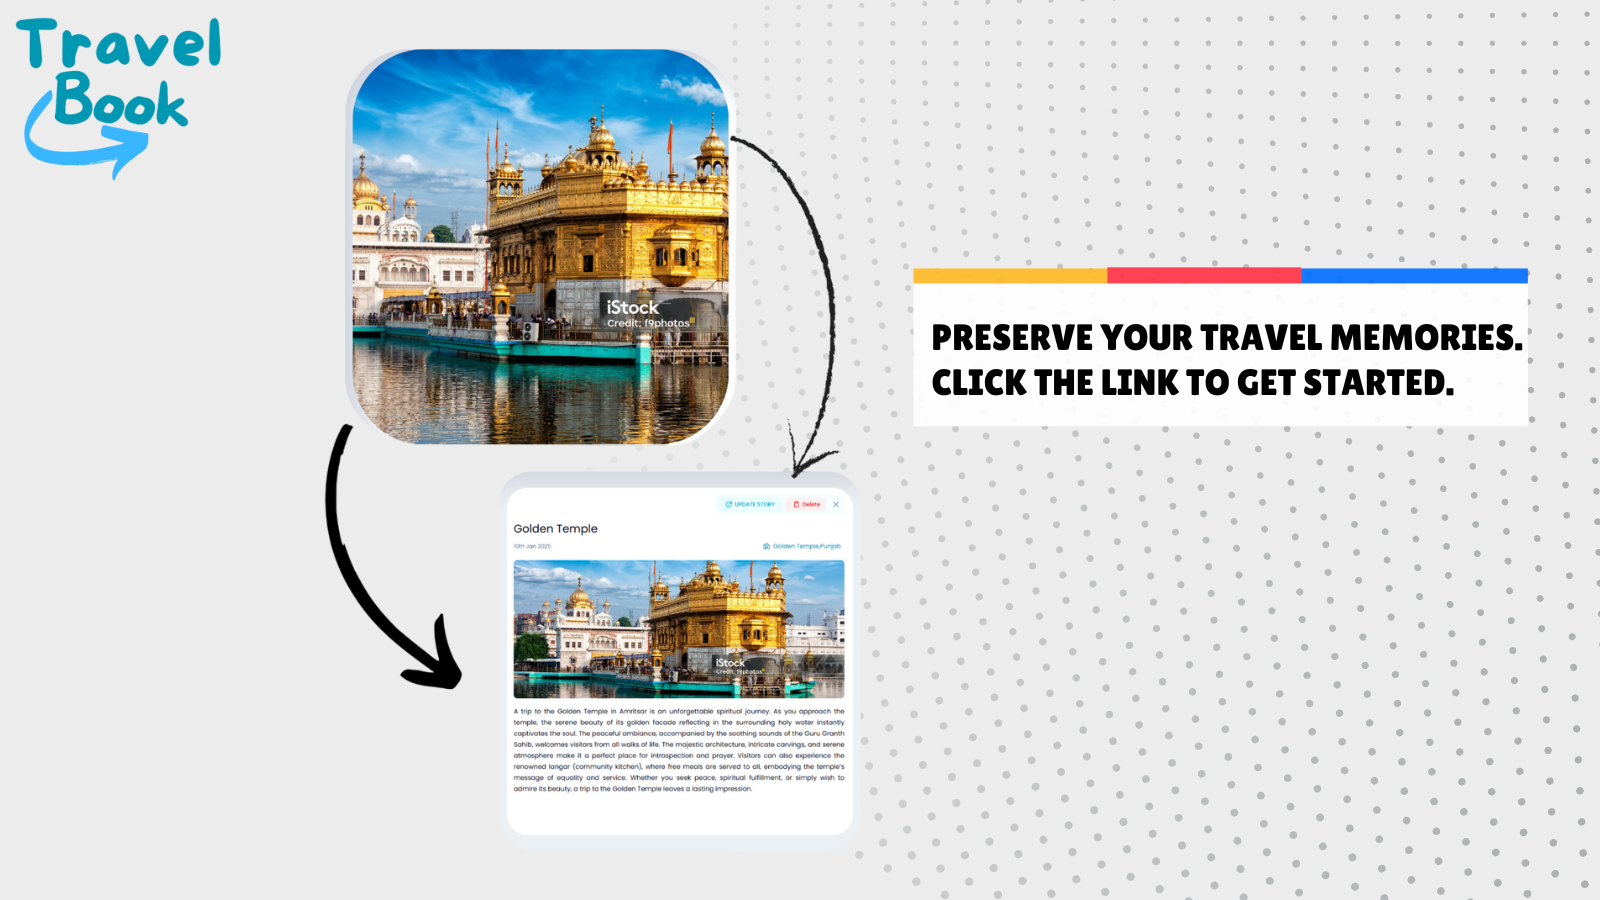 Travel
Book
iStock
Credit: f9photos
PRESERVE YOUR TRAVEL MEMORIES.
CLICK THE LINK TO GET STARTED.
UPDATE STORY
Delete
Golden Temple
10th Jan 2025
Golden Temple,Punjab
iStock
Credit: f9photos
A trip to the Golden Temple in Amritsar is an unforgettable spiritual journey. As you approach the
temple, the serene beauty of its golden facade reflecting in the surrounding holy water instantly
captivates the soul. The peaceful ambiance, accompanied by the soothing sounds of the Guru Granth
Sahib, welcomes visitors from all walks of life. The majestic architecture, intricate carvings, and serene
atmosphere make it a perfect place for introspection and prayer. Visitors can also experience the
renowned langar (community kitchen), where free meals are served to all, embodying the temple's
message of equality and service. Whether you seek peace, spiritual fulfillment, or simply wish to
admire its beauty, a trip to the Golden Temple leaves a lasting impression.